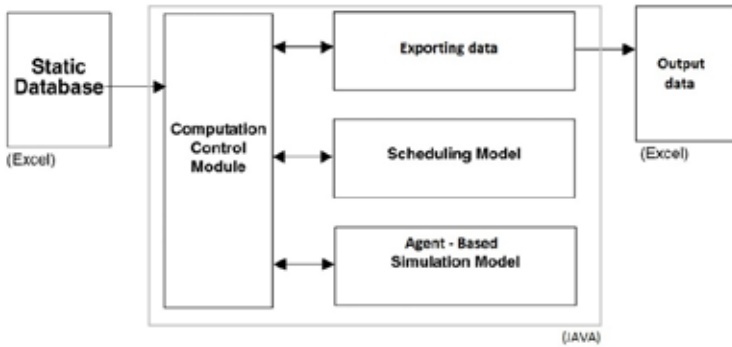 Static
Database
(Excel)
Computation
Control
Module
Exporting data
Scheduling Model
Agent - Based
Simulation Model
(JAVA)
Output
data
(Excel)